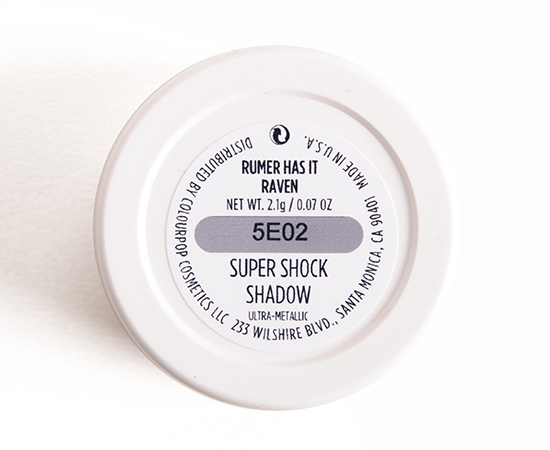 RUMER HAS IT
RAVEN
NET WT. 2.1g / 0.07 OZ
5E02
SUPER SHOCK
SHADOW
ULTRA-METALLIC
DISTRIBUTED BY COLOURPOP COSMETICS LLC 233 WILSHIRE BLVD., SANTA MONICA, CA 90401 MADE IN U.S.A.